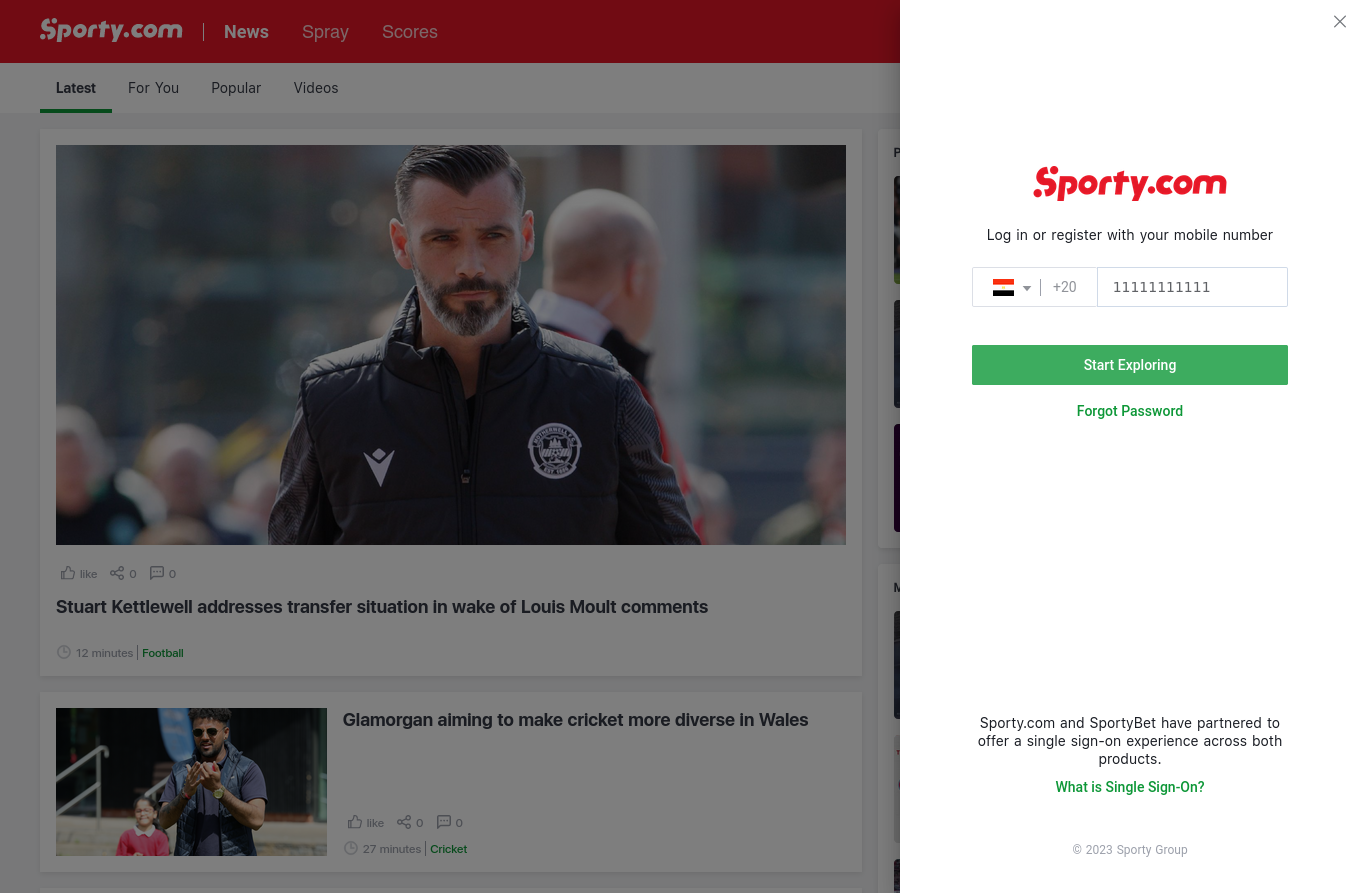 Sporty.com
News
Spray
Scores
Latest
For You
Popular
Videos
MOTHERWELL F.C.
like
0
0
Stuart Kettlewell addresses transfer situation in wake of Louis Moult comments
12 minutes
Football
Glamorgan aiming to make cricket more diverse in Wales
like
0
0
27 minutes
Cricket
P
M
Sporty.com
Log in or register with your mobile number
+20
11111111111
Start Exploring
Forgot Password
Sporty.com and SportyBet have partnered to
offer a single sign-on experience across both
products.
What is Single Sign-On?
© 2023 Sporty Group